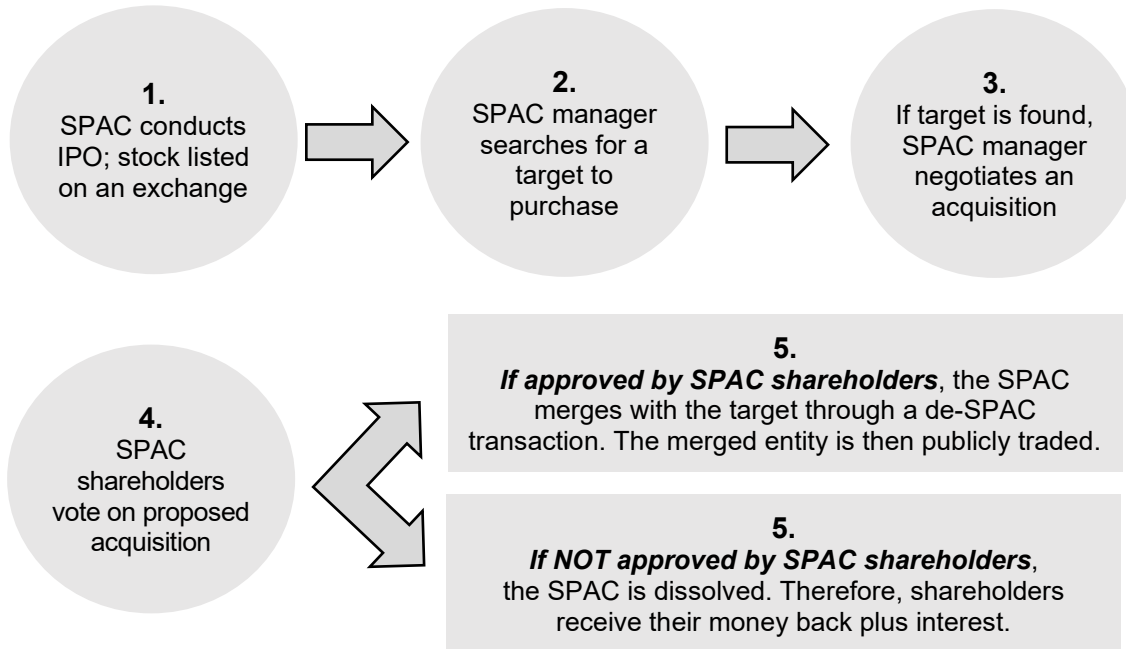 1.
SPAC conducts
IPO; stock listed
on an exchange
2.
SPAC manager
searches for a
target to
purchase
3.
If target is found,
SPAC manager
negotiates an
acquisition
4.
SPAC
shareholders
vote on proposed
acquisition
5.
If approved by SPAC shareholders, the SPAC
merges with the target through a de-SPAC
transaction. The merged entity is then publicly traded.
5.
If NOT approved by SPAC shareholders,
the SPAC is dissolved. Therefore, shareholders
receive their money back plus interest.